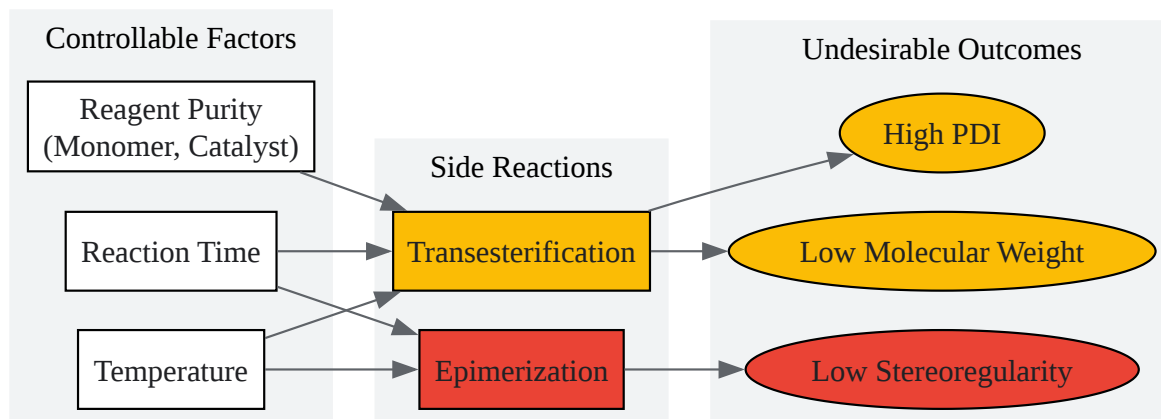 Controllable Factors
Reagent Purity
(Monomer, Catalyst)
Reaction Time
Temperature
Side Reactions
Transesterification
Epimerization
Undesirable Outcomes
High PDI
Low Molecular Weight
Low Stereoregularity